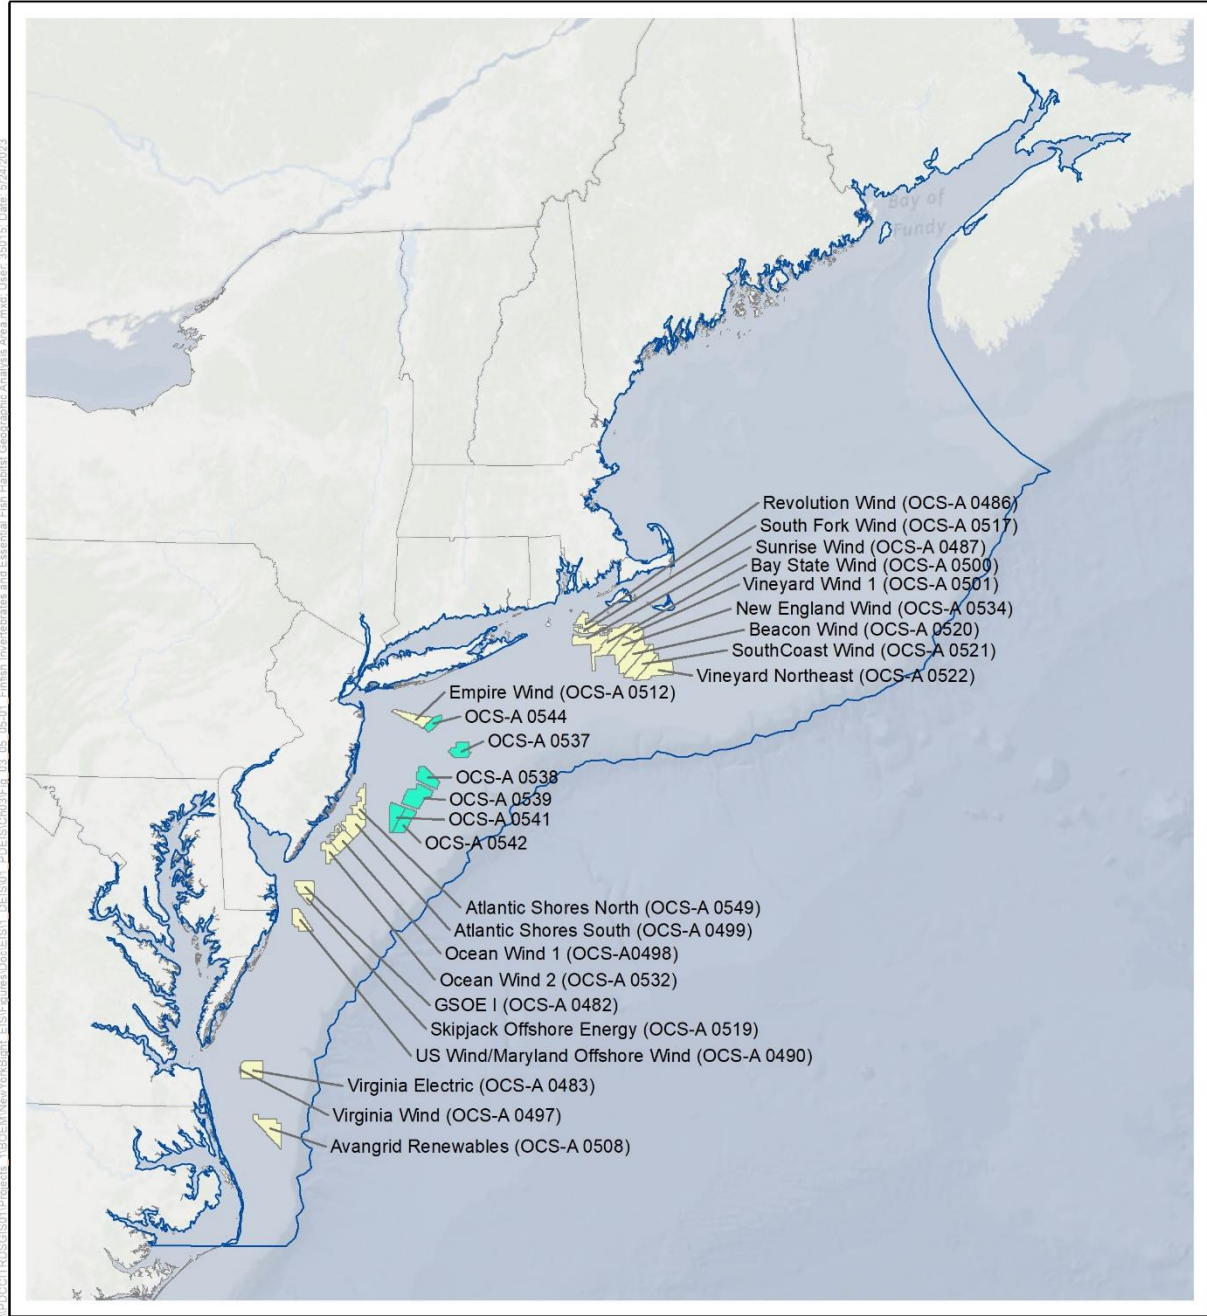 Bay of
Fundy
Revolution Wind (OCS-A 0486)
South Fork Wind (OCS-A 0517)
Sunrise Wind (OCS-A 0487)
Bay State Wind (OCS-A 0500)
Vineyard Wind 1 (OCS-A 0501)
New England Wind (OCS-A 0534)
Beacon Wind (OCS-A 0520)
SouthCoast Wind (OCS-A 0521)
Vineyard Northeast (OCS-A 0522)
Empire Wind (OCS-A 0512)
OCS-A 0544
OCS-A 0537
OCS-A 0538
OCS-A 0539
OCS-A 0541
OCS-A 0542
Atlantic Shores North (OCS-A 0549)
Atlantic Shores South (OCS-A 0499)
Ocean Wind 1 (OCS-A0498)
Ocean Wind 2 (OCS-A 0532)
GSOE I (OCS-A 0482)
Skipjack Offshore Energy (OCS-A 0519)
US Wind/Maryland Offshore Wind (OCS-A 0490)
Virginia Electric (OCS-A 0483)
Virginia Wind (OCS-A 0497)
Avangrid Renewables (OCS-A 0508)